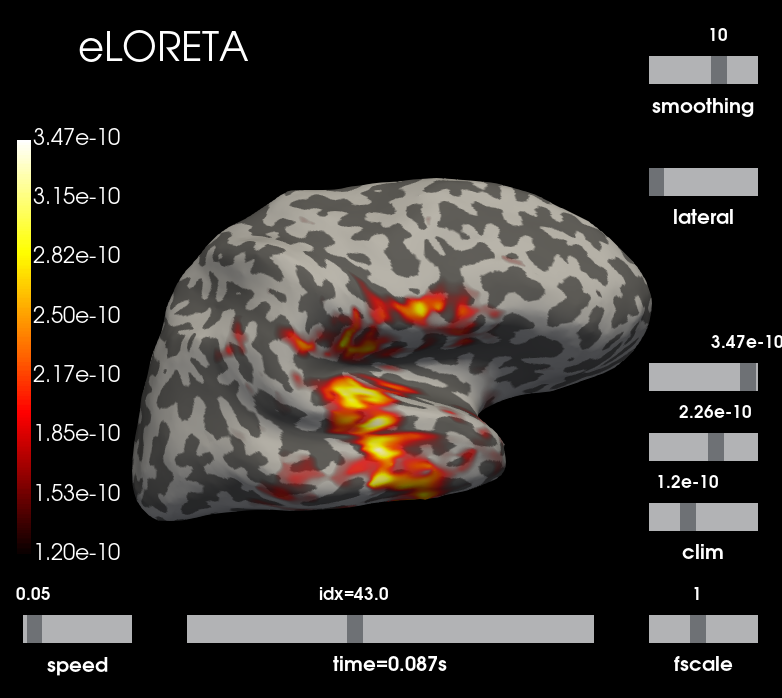 eLORETA
10
smoothing
3.47e-10
3.15e-10
2.82e-10
2.50e-10
2.17e-10
1.85e-10
1.53e-10
1.20e-10
lateral
3.47e-10
2.26e-10
1.2e-10
clim
0.05
idx=43.0
1
speed
time=0.087s
fscale